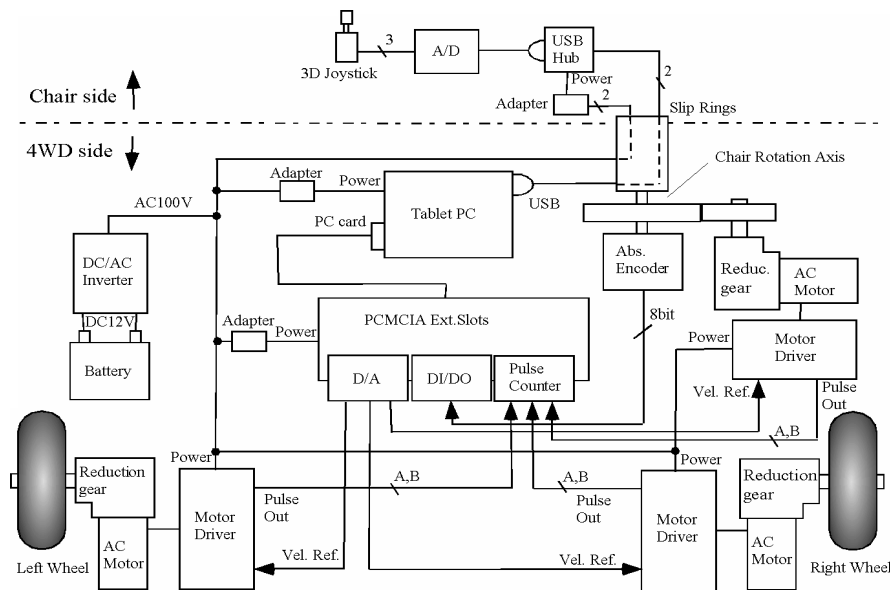 3
A/D
USB
Hub
2
3D Joystick
Power
2
Adapter
Slip Rings
Chair side
4WD side
Chair Rotation Axis
Adapter
Power
USB
Tablet PC
AC100V
PC card
DC/AC
Inverter
Abs.
Encoder
Reduc.
gear
AC
Motor
DC12V
Adapter
Power
PCMCIA Ext.Slots
8bit
Power
Motor
Driver
Battery
D/A
DI/DO
Pulse
Counter
Vel. Ref.
Pulse
Out
A,B
Power
Power
Reduction
gear
A,B
A,B
Reduction
gear
Pulse
Out
Pulse
Out
Motor
Driver
Motor
Driver
AC
Motor
AC
Motor
Vel. Ref.
Vel. Ref.
Left Wheel
Right Wheel